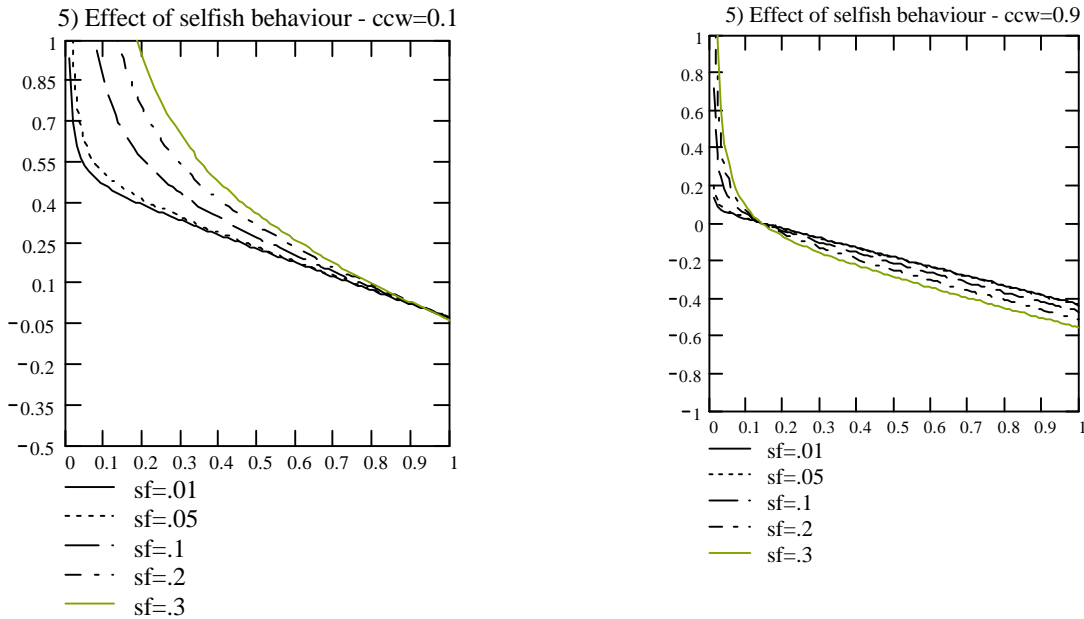 5) Effect of selfish behaviour - ccw=0.1
1
0.85
0.7
0.55
0.4
0.25
0.1
−0.05
−0.2
−0.35
−0.5
0 0.1 0.2 0.3 0.4 0.5 0.6 0.7 0.8 0.9 1
sf=.01
sf=.05
sf=.1
sf=.2
sf=.3
5) Effect of selfish behaviour - ccw=0.9
1
0.8
0.6
0.4
0.2
0
−0.2
−0.4
−0.6
−0.8
−1
0 0.1 0.2 0.3 0.4 0.5 0.6 0.7 0.8 0.9 1
sf=.01
sf=.05
sf=.1
sf=.2
sf=.3